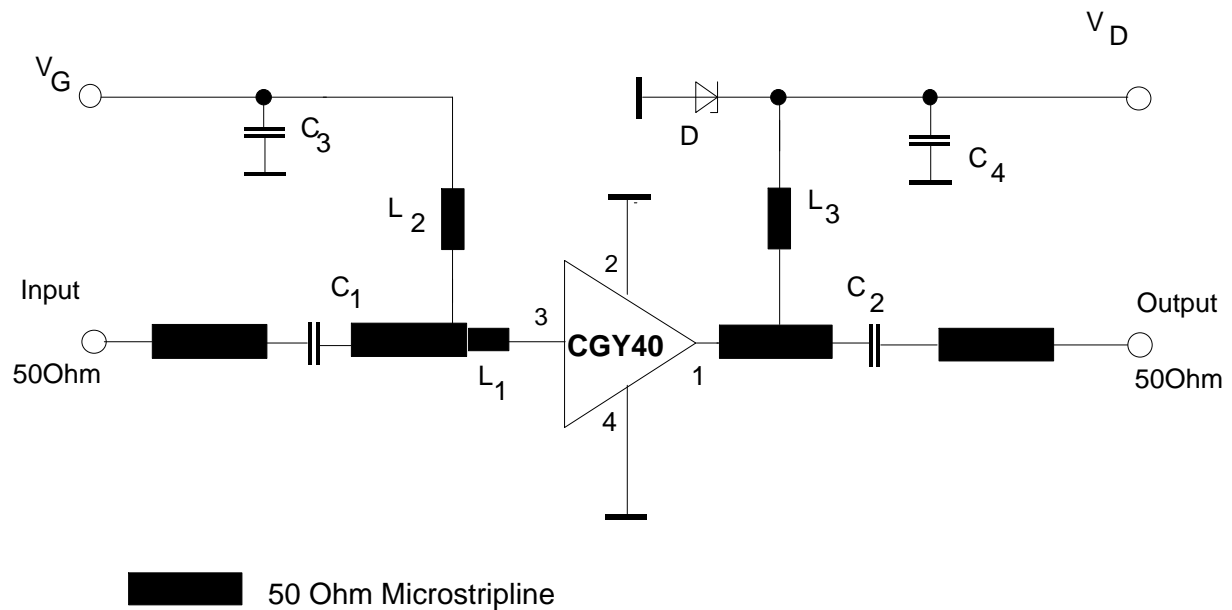 V G
V D
C 3
D
C 4
L 2
L 3
2
Input
C 1
3
CGY40
C 2
Output
50Ohm
L 1
1
50Ohm
4
50 Ohm Microstripline